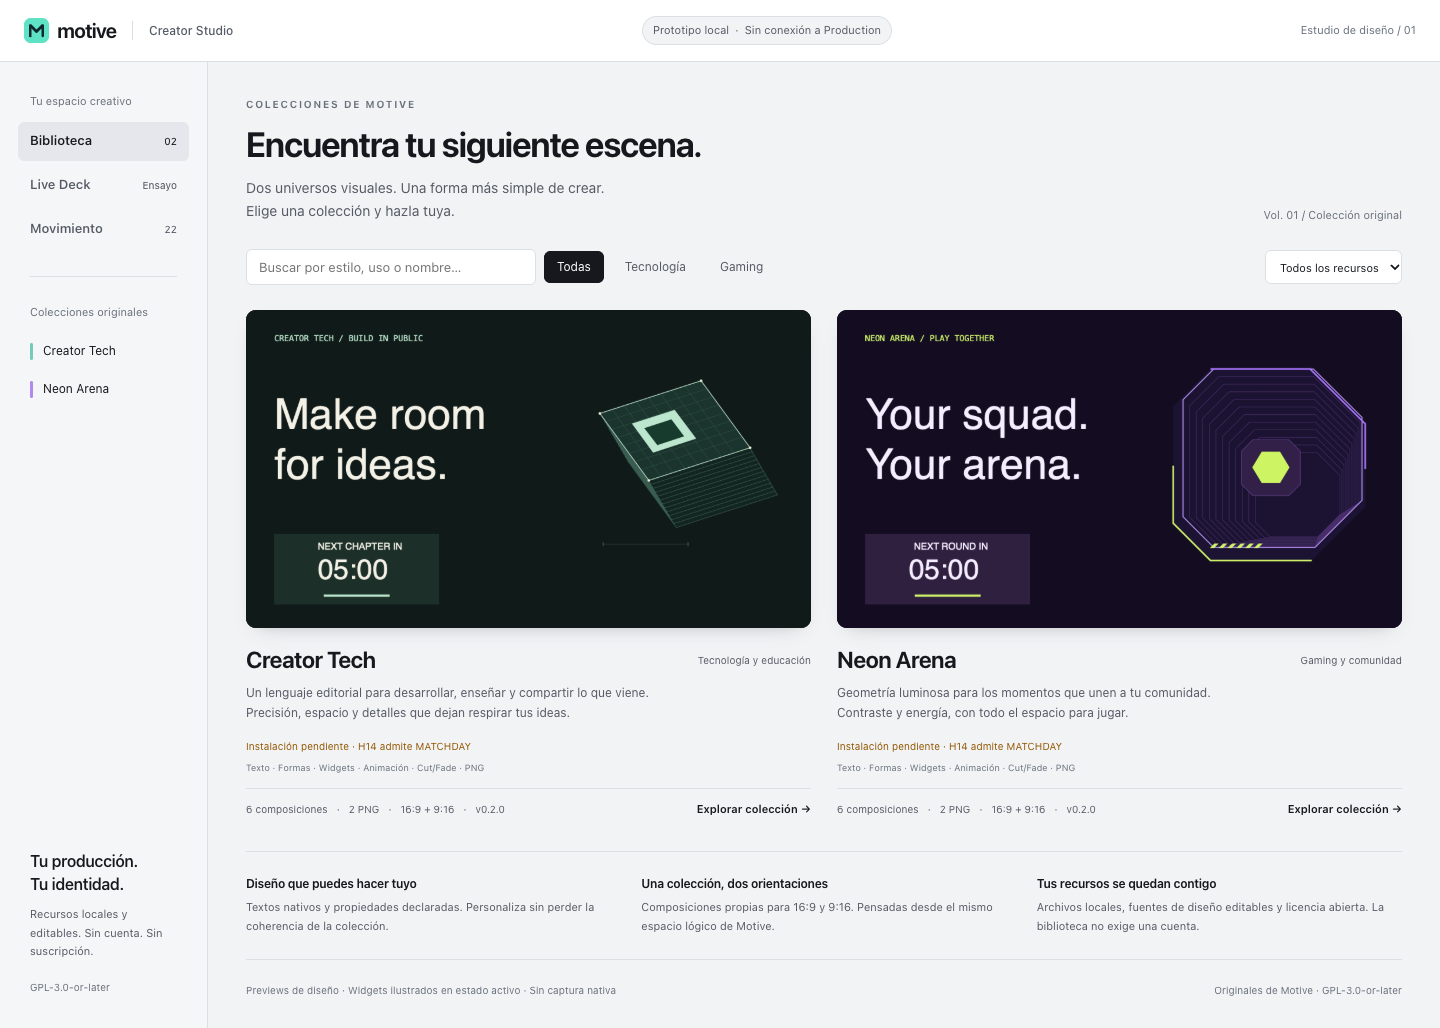 motive
Creator Studio
Prototipo local · Sin conexión a Production
Estudio de diseño / 01
Tu espacio creativo
Biblioteca 02
Live Deck Ensayo
Movimiento 22
Colecciones originales
Creator Tech
Neon Arena
Tu producción.
Tu identidad.
Recursos locales y
editables. Sin cuenta. Sin
suscripción.
GPL-3.0-or-later
COLECCIONES DE MOTIVE
Encuentra tu siguiente escena.
Dos universos visuales. Una forma más simple de crear.
Elige una colección y hazla tuya.
Vol. 01 / Colección original
Buscar por estilo, uso o nombre...
Todas
Tecnología
Gaming
Todos los recursos
CREATOR TECH / BUILD IN PUBLIC
Make room
for ideas.
NEXT CHAPTER IN
05:00
Creator Tech
Tecnología y educación
Un lenguaje editorial para desarrollar, enseñar y compartir lo que viene.
Precisión, espacio y detalles que dejan respirar tus ideas.
Instalación pendiente · H14 admite MATCHDAY
Texto · Formas · Widgets · Animación · Cut/Fade · PNG
6 composiciones · 2 PNG · 16:9 + 9:16 · v0.2.0
Explorar colección →
NEON ARENA / PLAY TOGETHER
Your squad.
Your arena.
NEXT ROUND IN
05:00
Neon Arena
Gaming y comunidad
Geometría luminosa para los momentos que unen a tu comunidad.
Contraste y energía, con todo el espacio para jugar.
Instalación pendiente · H14 admite MATCHDAY
Texto · Formas · Widgets · Animación · Cut/Fade · PNG
6 composiciones · 2 PNG · 16:9 + 9:16 · v0.2.0
Explorar colección →
Diseño que puedes hacer tuyo
Textos nativos y propiedades declaradas. Personaliza sin perder la
coherencia de la colección.
Una colección, dos orientaciones
Composiciones propias para 16:9 y 9:16. Pensadas desde el mismo
espacio lógico de Motive.
Tus recursos se quedan contigo
Archivos locales, fuentes de diseño editables y licencia abierta. La
biblioteca no exige una cuenta.
Previews de diseño · Widgets ilustrados en estado activo · Sin captura nativa
Originales de Motive · GPL-3.0-or-later